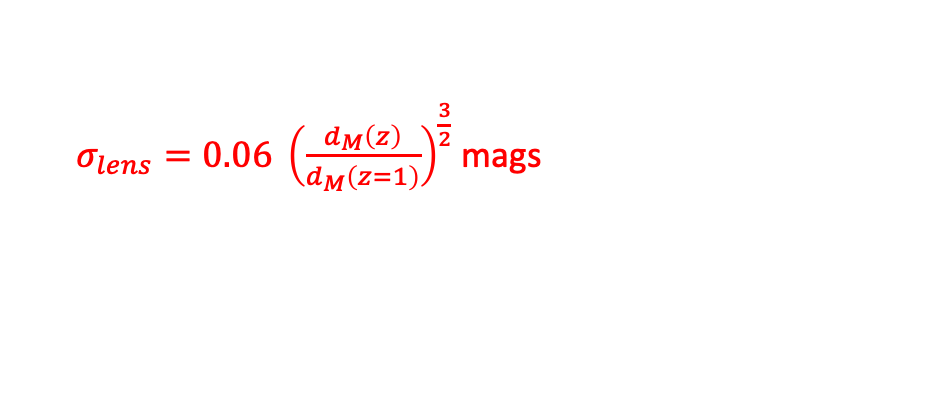 σ_lens = 0.06 (d_M(z)/d_M(z=1))^(3/2) mags